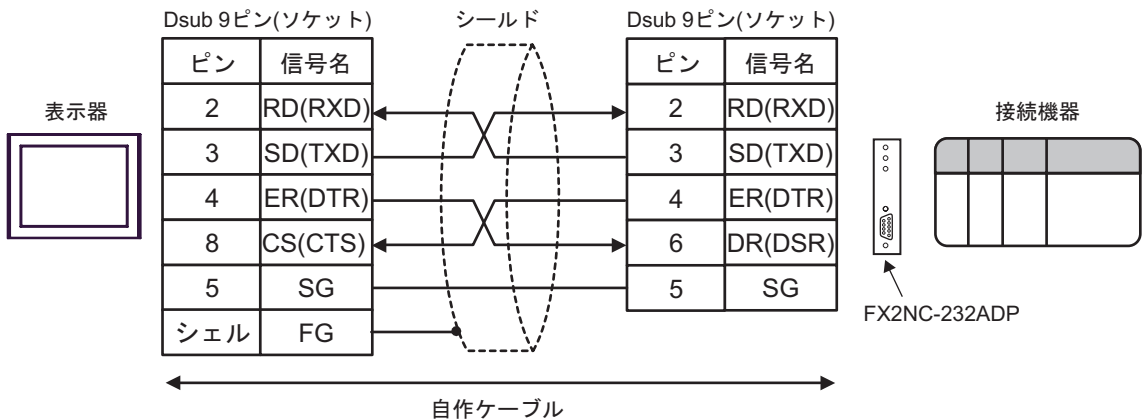 Dsub 9ピン(ソケット)
シールド
Dsub 9ピン(ソケット)
ピン 信号名
2 RD(RXD)
3 SD(TXD)
4 ER(DTR)
8 CS(CTS)
5 SG
シェル FG
ピン 信号名
2 RD(RXD)
3 SD(TXD)
4 ER(DTR)
6 DR(DSR)
5 SG
表示器
接続機器
FX2NC-232ADP
自作ケーブル